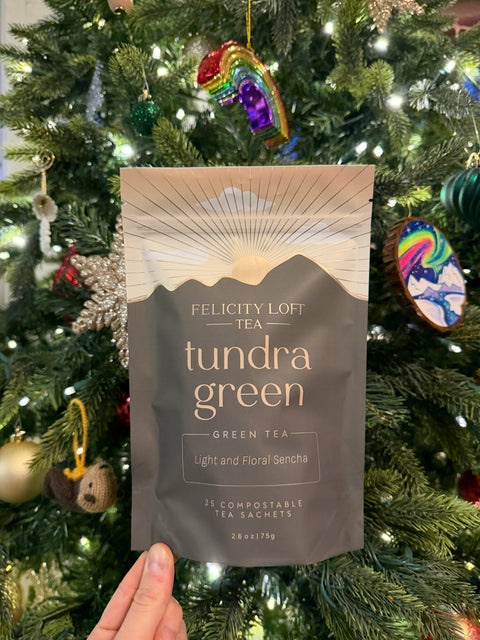 FELICITY LOFT
TEA
tundra
green
GREEN TEA
Light and Floral Sencha
25 COMPOSTABLE
TEA SACHETS
2.6 oz | 75g